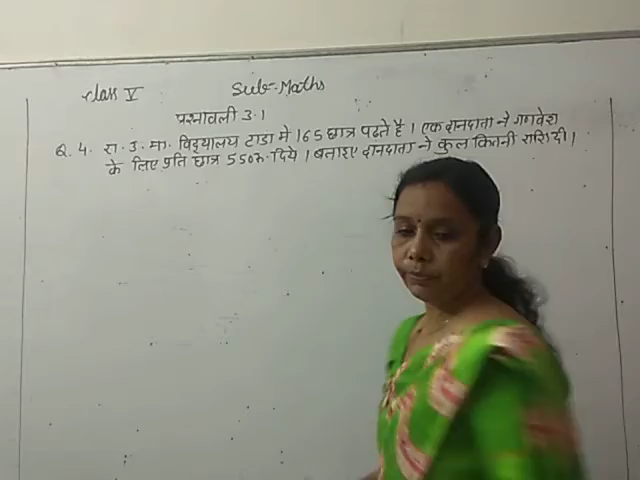 Class V Sub- Maths
प्रश्नावली 3.1
Q. 4. रा. उ. मा. विद्यालय टाडा मे 165 छात्र पढते है । एक दानदाता ने गणवेश
के लिए प्रति छात्र 550रु. दिये । बताइए दानदाता ने कुल कितनी राशि दी ।